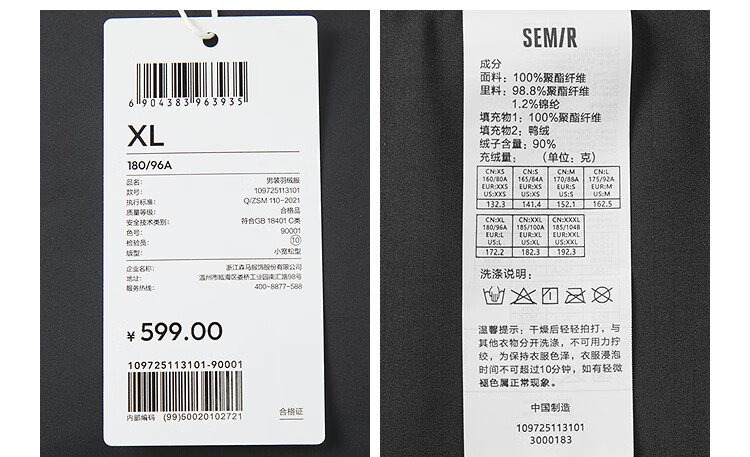 6 904383 963935
XL
180/96A
品名: 男装羽绒服
款号: 109725113101
执行标准: Q/ZSM 110-2021
质量等级: 合格品
安全技术类别: 符合GB 18401 C类
色号: 90001
检验员: 10
版型: 小宽松型
企业名称: 浙江森马服饰股份有限公司
地址: 温州市瓯海区娄桥工业园南汇路98号
服务热线: 400-8877-588
¥ 599.00
109725113101-90001
内部编码 (99)50020102721
合格证
SEMIR
成分
面料: 100%聚酯纤维
里料: 98.8%聚酯纤维
1.2%锦纶
填充物1: 100%聚酯纤维
填充物2: 鸭绒
绒子含量: 90%
充绒量: (单位: 克)
CN:XS CN:S CN:M CN:L
160/80A 165/84A 170/88A 175/92A
EUR:XXS EUR:XS EUR:S EUR:M
US:XXS US:XS US:S US:M
132.3 141.4 152.1 162.5
CN:XL CN:XXL CN:XXXL
180/96A 185/100A 185/104B
EUR:L EUR:XL EUR:XXL
US:L US:XL US:XXL
172.2 182.3 192.3
洗涤说明:
温馨提示: 干燥后轻轻拍打, 与
其他衣物分开洗涤, 不可用力拧
绞, 为保持衣服色泽, 衣服浸泡
时间不可超过10分钟, 如有轻微
褪色属正常现象。
中国制造
109725113101
3000183